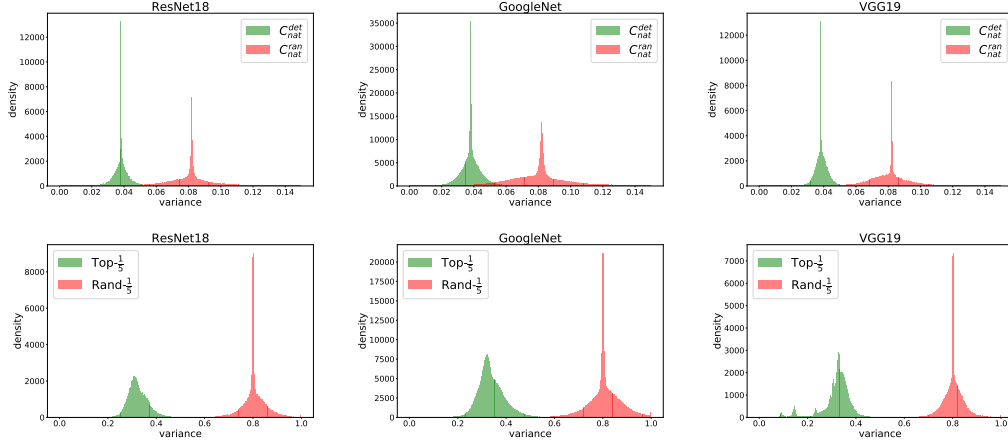 ResNet18
density
12000
10000
8000
6000
4000
2000
0
0.00 0.02 0.04 0.06 0.08 0.10 0.12 0.14
variance
C_nat^det
C_nat^ran
GoogleNet
density
35000
30000
25000
20000
15000
10000
5000
0
0.00 0.02 0.04 0.06 0.08 0.10 0.12 0.14
variance
C_nat^det
C_nat^ran
VGG19
density
12000
10000
8000
6000
4000
2000
0
0.00 0.02 0.04 0.06 0.08 0.10 0.12 0.14
variance
C_nat^det
C_nat^ran
ResNet18
density
8000
6000
4000
2000
0
0.0 0.2 0.4 0.6 0.8 1.0
variance
Top-1/5
Rand-1/5
GoogleNet
density
20000
17500
15000
12500
10000
7500
5000
2500
0
0.0 0.2 0.4 0.6 0.8 1.0
variance
Top-1/5
Rand-1/5
VGG19
density
7000
6000
5000
4000
3000
2000
1000
0
0.0 0.2 0.4 0.6 0.8 1.0
variance
Top-1/5
Rand-1/5